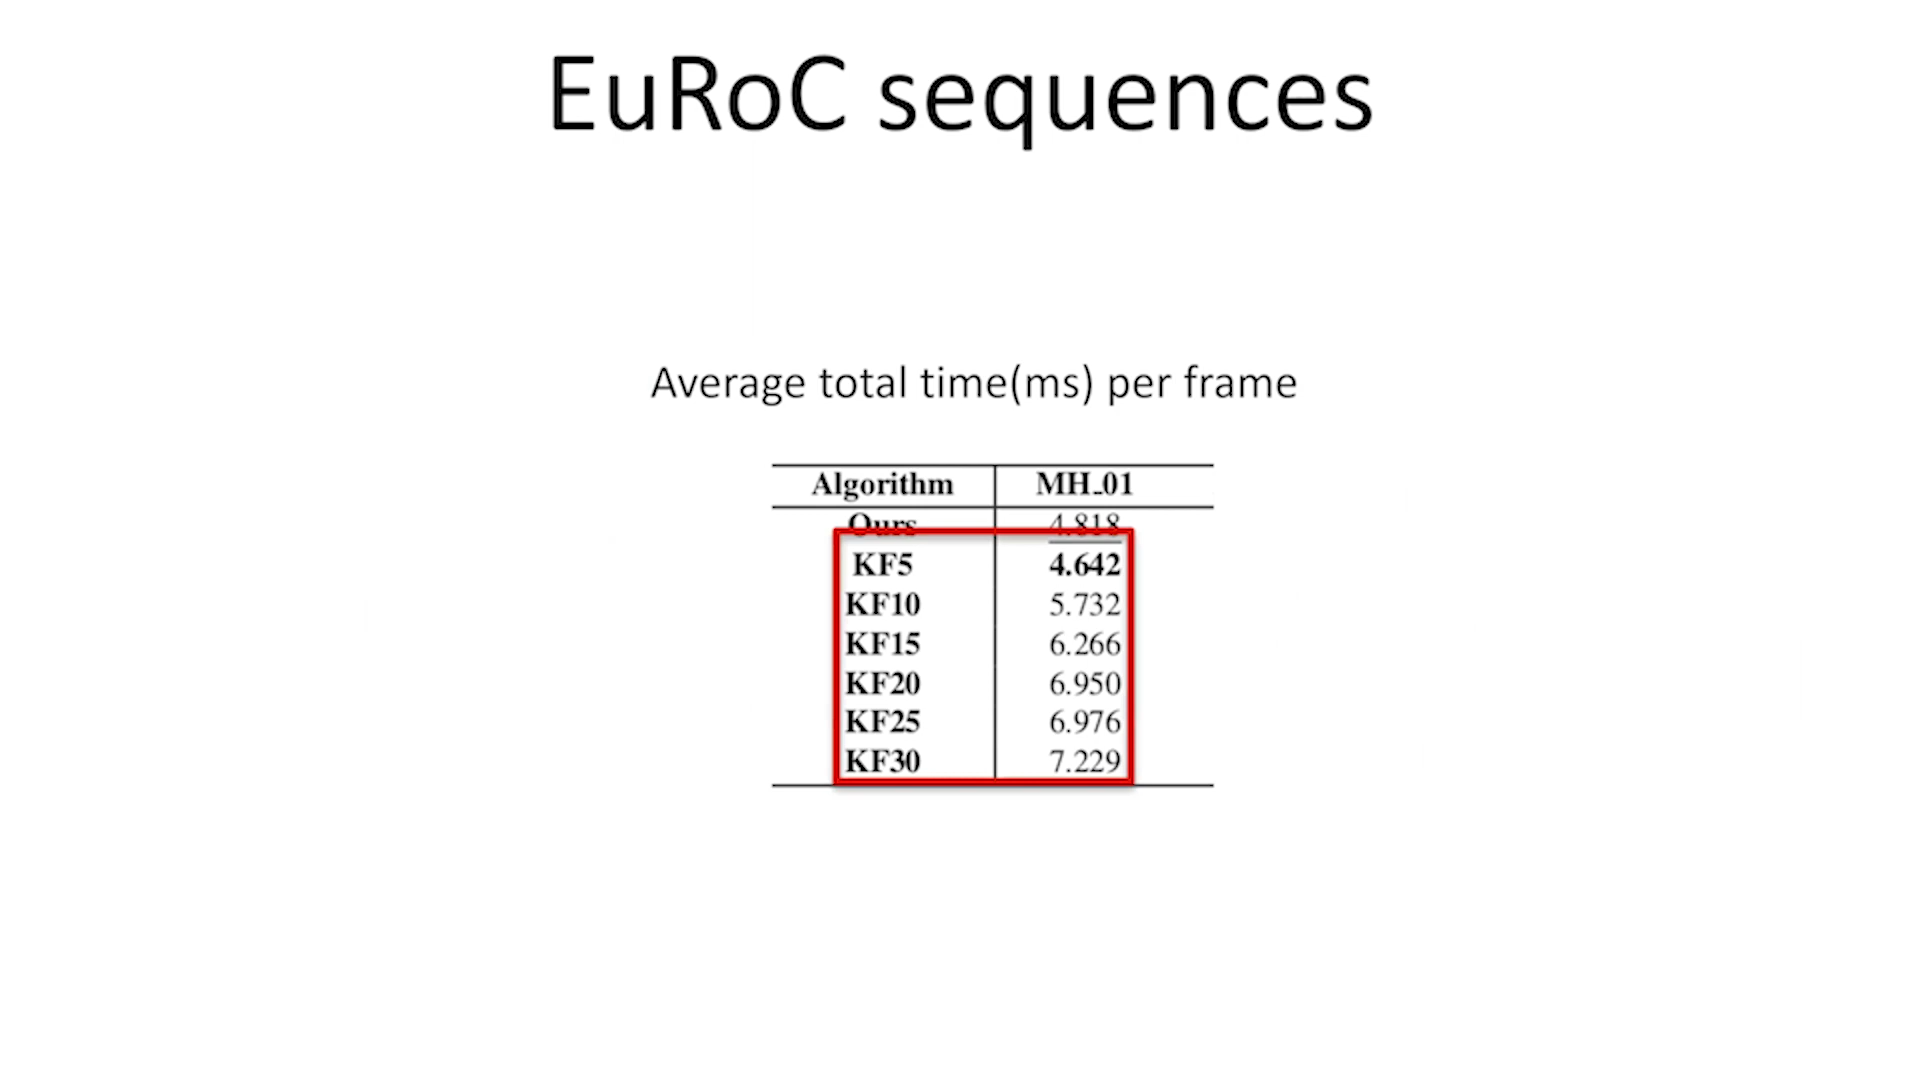 EuRoC sequences
Average total time(ms) per frame
Algorithm MH_01
Ours 4.818
KF5 4.642
KF10 5.732
KF15 6.266
KF20 6.950
KF25 6.976
KF30 7.229